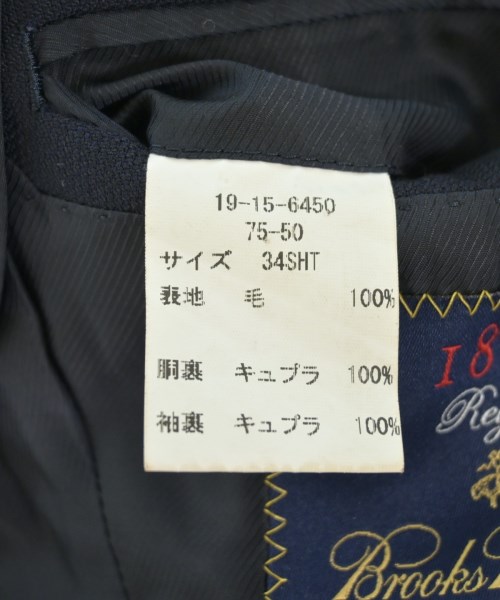 19-15-6450
75-50
サイズ 34SHT
表地 毛 100%
胴裏 キュプラ 100%
袖裏 キュプラ 100%
18
Brooks